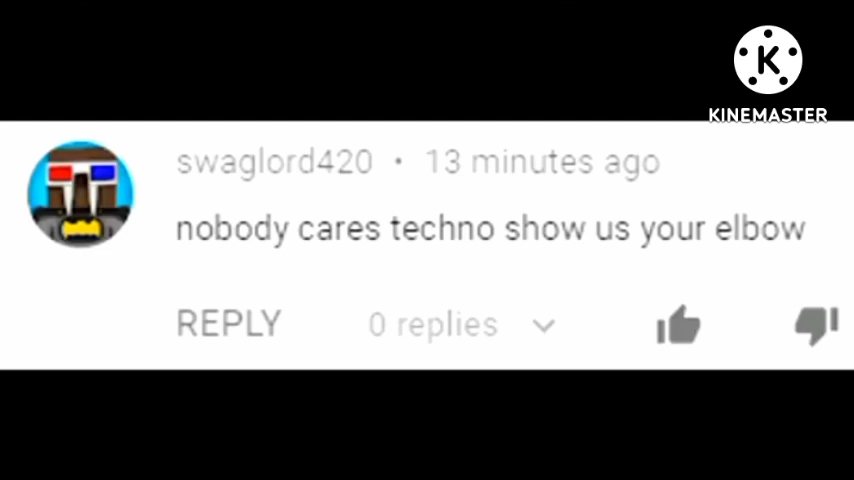 KINEMASTER
swaglord420 • 13 minutes ago
nobody cares techno show us your elbow
REPLY 0 replies